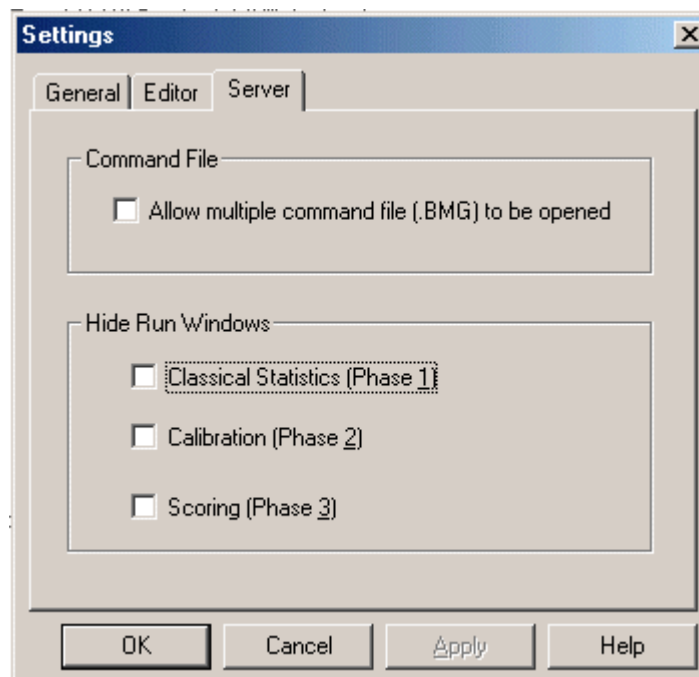 Settings
General
Editor
Server
Command File
Allow multiple command file (.BMG) to be opened
Hide Run Windows
Classical Statistics (Phase 1)
Calibration (Phase 2)
Scoring (Phase 3)
OK
Cancel
Apply
Help